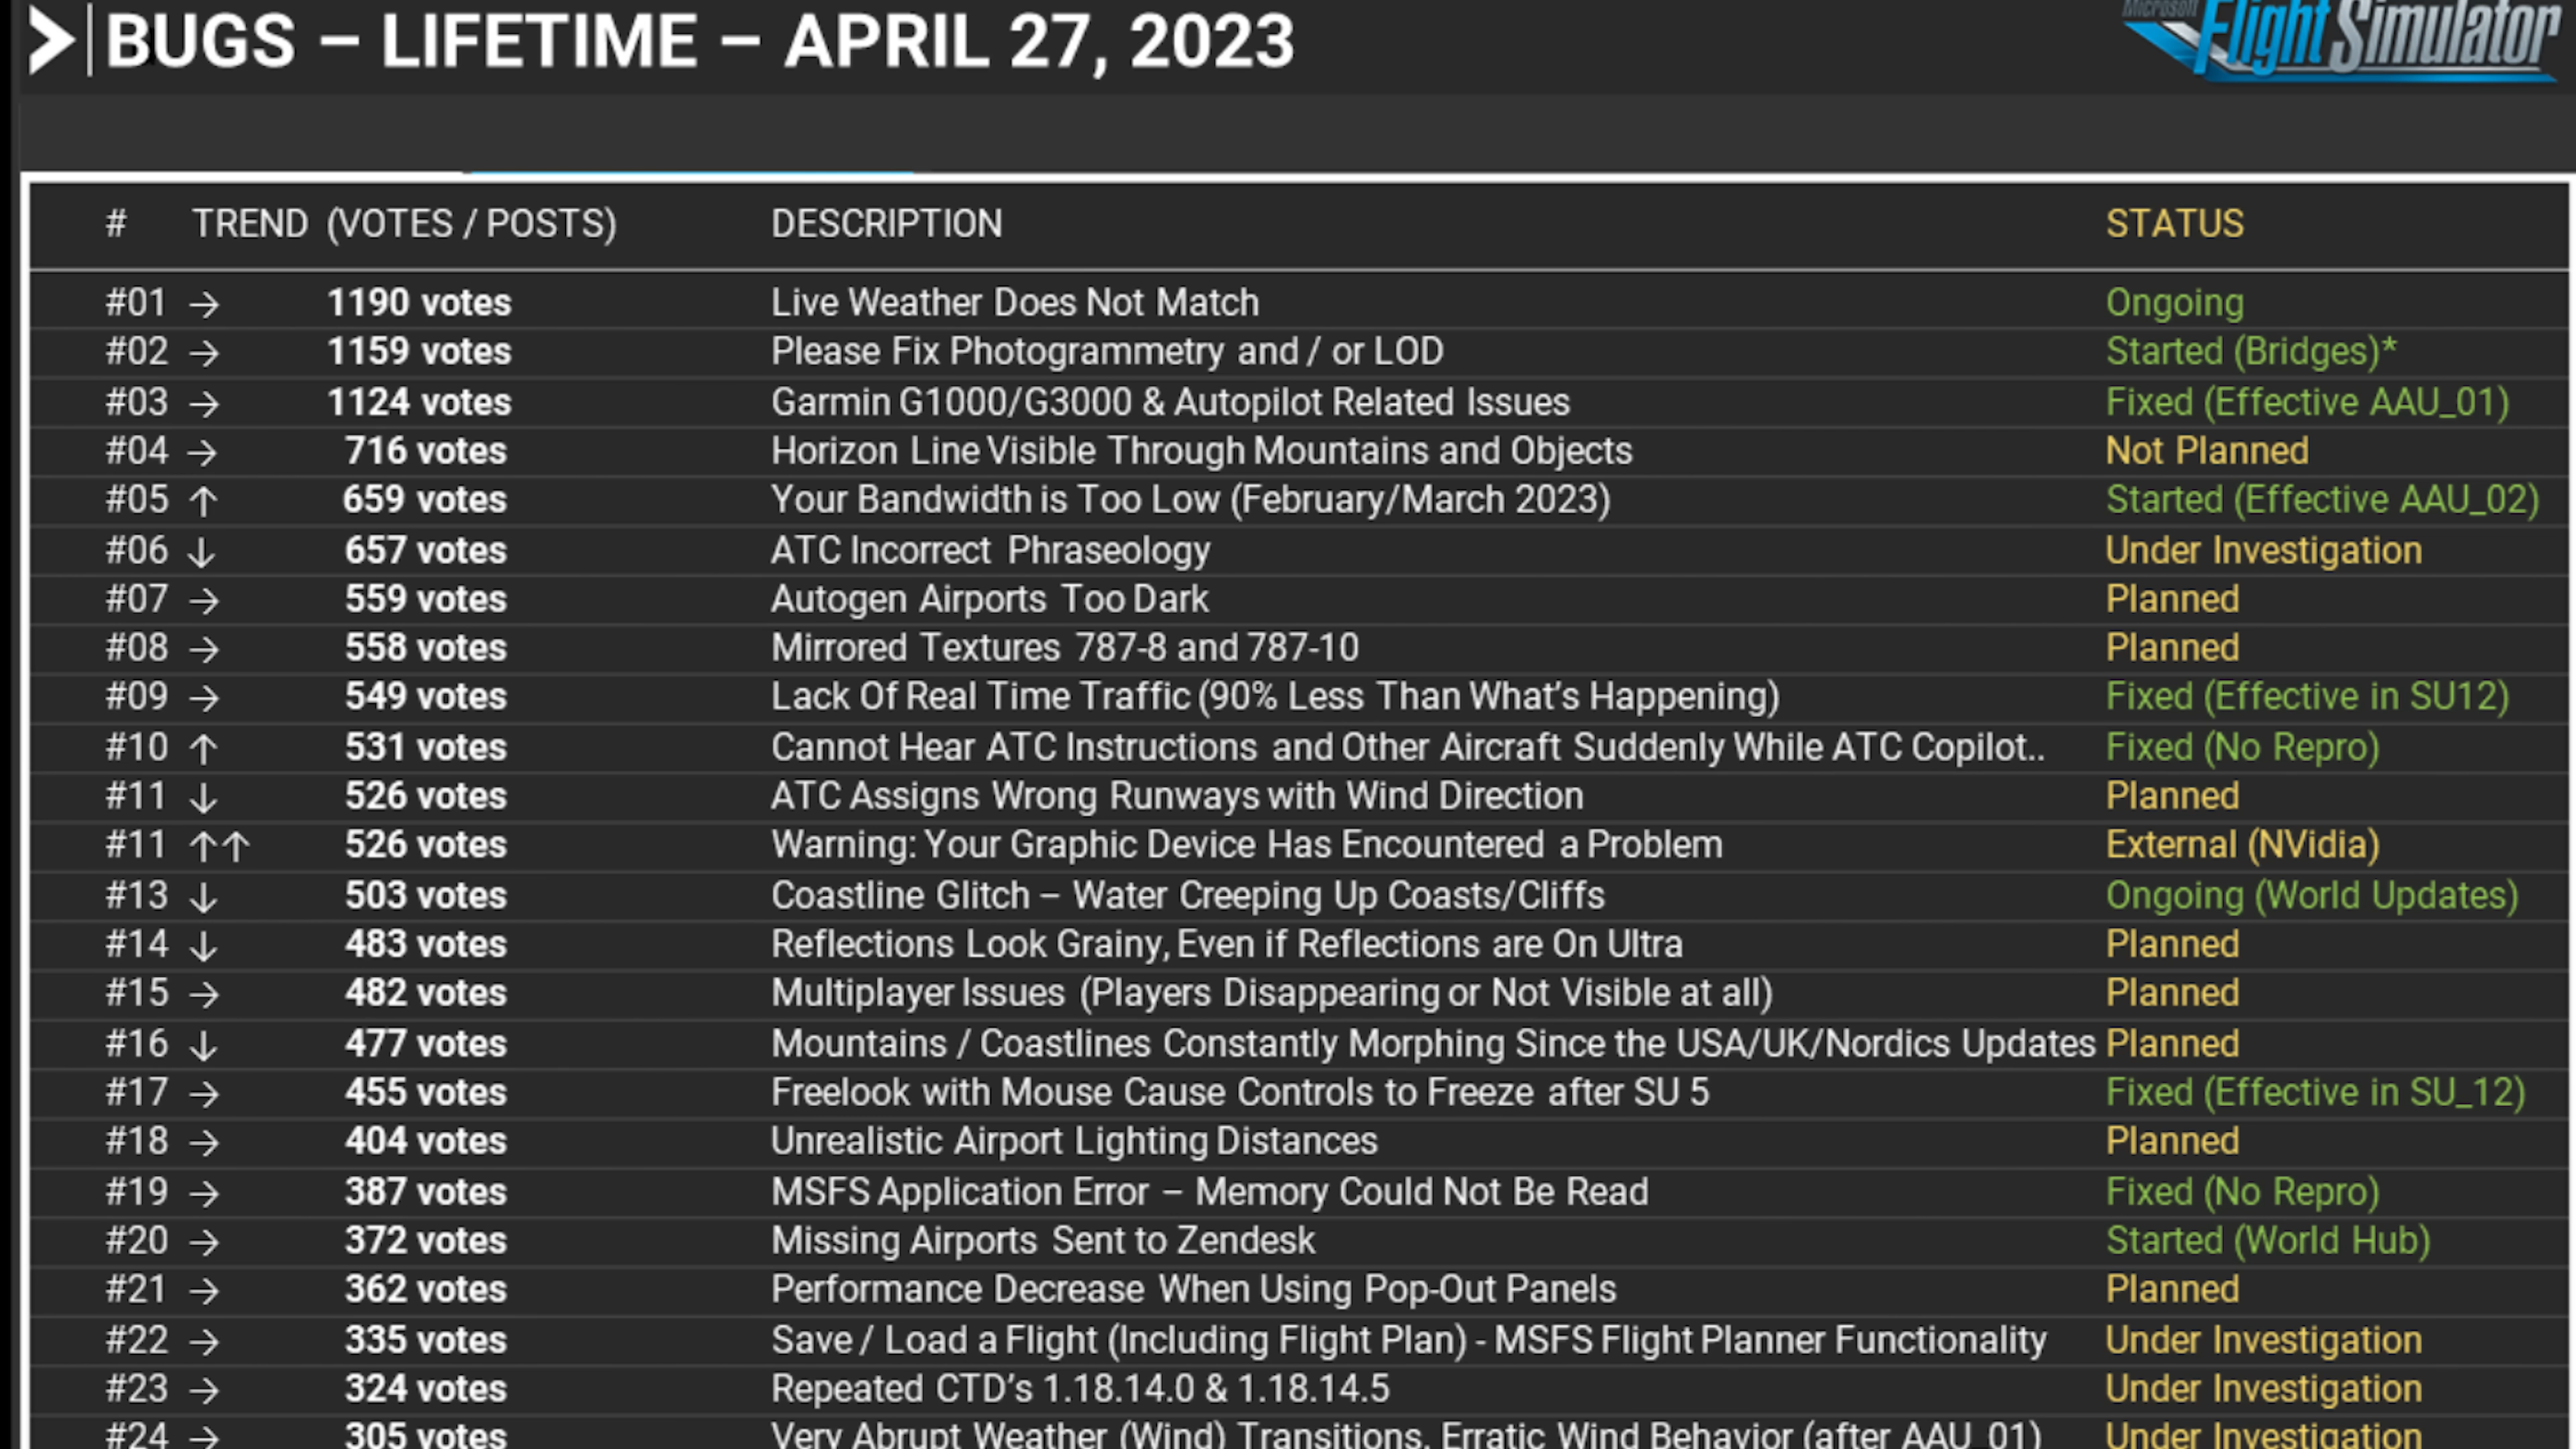 BUGS – LIFETIME – APRIL 27, 2023
Microsoft Flight Simulator
# TREND (VOTES / POSTS) DESCRIPTION STATUS
#01 → 1190 votes Live Weather Does Not Match Ongoing
#02 → 1159 votes Please Fix Photogrammetry and / or LOD Started (Bridges)*
#03 → 1124 votes Garmin G1000/G3000 & Autopilot Related Issues Fixed (Effective AAU_01)
#04 → 716 votes Horizon Line Visible Through Mountains and Objects Not Planned
#05 ↑ 659 votes Your Bandwidth is Too Low (February/March 2023) Started (Effective AAU_02)
#06 ↓ 657 votes ATC Incorrect Phraseology Under Investigation
#07 → 559 votes Autogen Airports Too Dark Planned
#08 → 558 votes Mirrored Textures 787-8 and 787-10 Planned
#09 → 549 votes Lack Of Real Time Traffic (90% Less Than What’s Happening) Fixed (Effective in SU12)
#10 ↑ 531 votes Cannot Hear ATC Instructions and Other Aircraft Suddenly While ATC Copilot.. Fixed (No Repro)
#11 ↓ 526 votes ATC Assigns Wrong Runways with Wind Direction Planned
#11 ↑↑ 526 votes Warning: Your Graphic Device Has Encountered a Problem External (NVidia)
#13 ↓ 503 votes Coastline Glitch – Water Creeping Up Coasts/Cliffs Ongoing (World Updates)
#14 ↓ 483 votes Reflections Look Grainy, Even if Reflections are On Ultra Planned
#15 → 482 votes Multiplayer Issues (Players Disappearing or Not Visible at all) Planned
#16 ↓ 477 votes Mountains / Coastlines Constantly Morphing Since the USA/UK/Nordics Updates Planned
#17 → 455 votes Freelook with Mouse Cause Controls to Freeze after SU 5 Fixed (Effective in SU_12)
#18 → 404 votes Unrealistic Airport Lighting Distances Planned
#19 → 387 votes MSFS Application Error – Memory Could Not Be Read Fixed (No Repro)
#20 → 372 votes Missing Airports Sent to Zendesk Started (World Hub)
#21 → 362 votes Performance Decrease When Using Pop-Out Panels Planned
#22 → 335 votes Save / Load a Flight (Including Flight Plan) - MSFS Flight Planner Functionality Under Investigation
#23 → 324 votes Repeated CTD’s 1.18.14.0 & 1.18.14.5 Under Investigation
#24 → 305 votes Very Abrupt Weather (Wind) Transitions, Erratic Wind Behavior (after AAU_01) Under Investigation